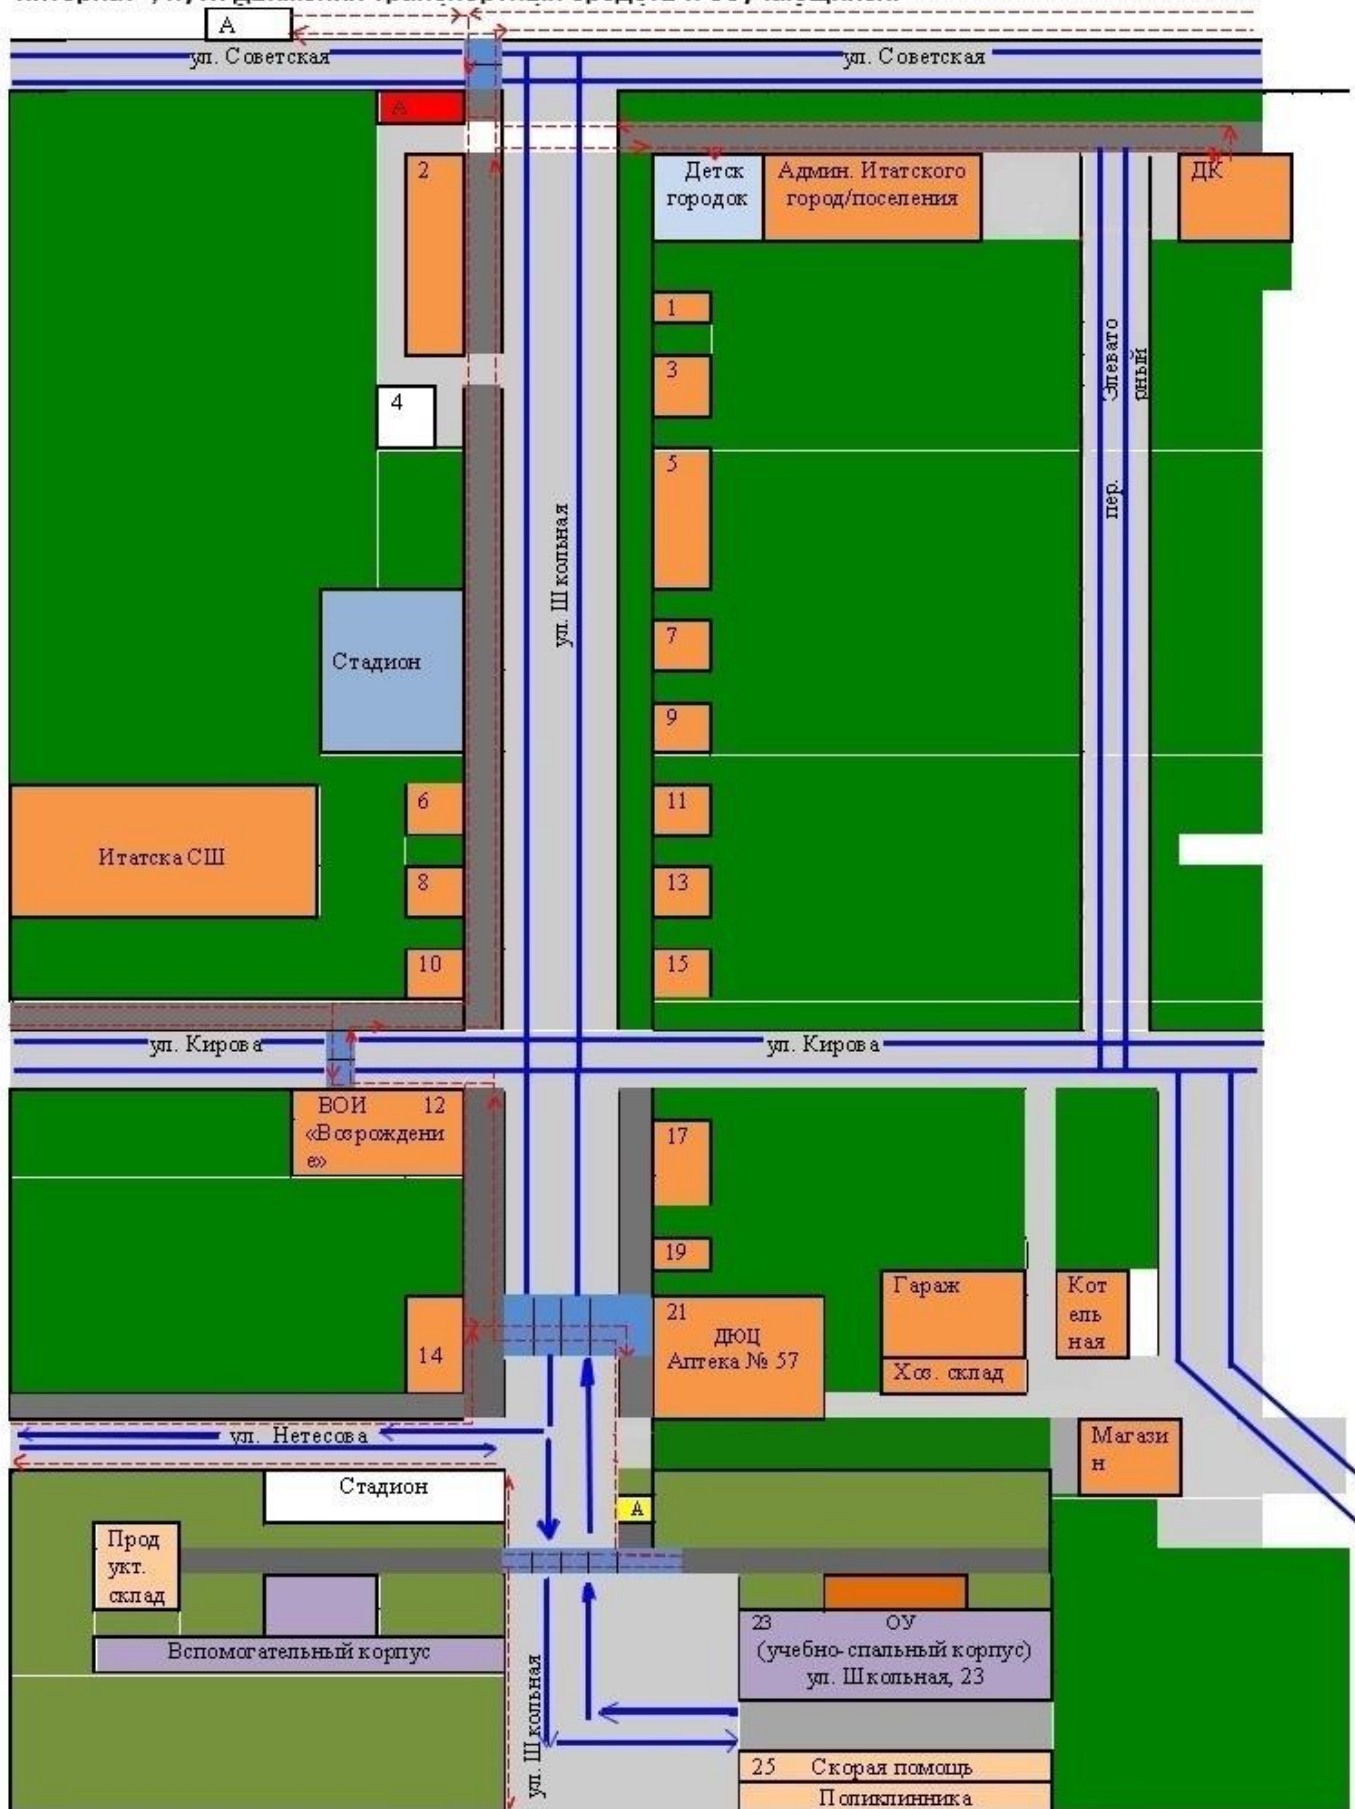 А
ул. Советская
ул. Советская
А
2
Детск
городок
Админ. Итатского
город/поселения
ДК
1
3
4
5
пер. Элевато
рный
ул. Школьная
Стадион
7
9
6
11
Итатска СШ
8
13
10
15
ул. Кирова
ул. Кирова
ВОИ 12
«Возрождени
е»
17
19
14
21
ДЮЦ
Аптека № 57
Гараж
Хоз. склад
Кот
ель
ная
ул. Нетесова
Магази
н
Стадион
А
Прод
укт.
склад
Вспомогательный корпус
ул. Школьная
23 ОУ
(учебно-спальный корпус)
ул. Школьная, 23
25 Скорая помощь
Поликлинника